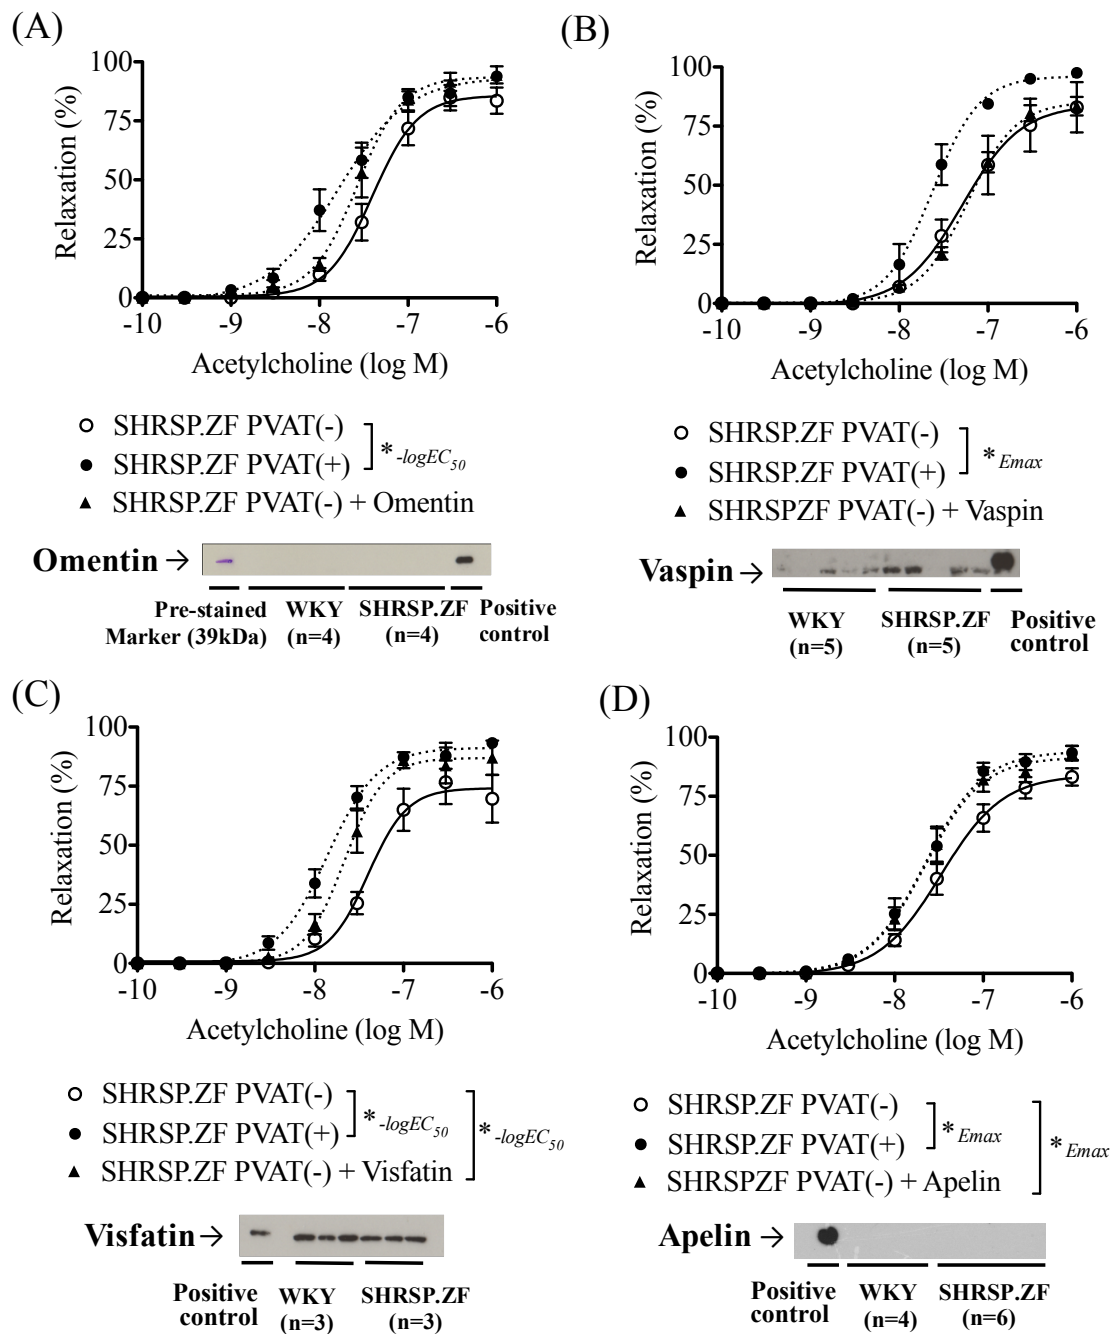 (A)
100
75
50
25
0
Relaxation (%)
-10
-9
-8
-7
-6
Acetylcholine (log M)
SHRSP.ZF PVAT(-)
SHRSP.ZF PVAT(+)
SHRSP.ZF PVAT(-) + Omentin
* -logEC50
Omentin →
Pre-stained
Marker (39kDa)
WKY
(n=4)
SHRSP.ZF
(n=4)
Positive
control
(B)
100
75
50
25
0
Relaxation (%)
-10
-9
-8
-7
-6
Acetylcholine (log M)
SHRSP.ZF PVAT(-)
SHRSP.ZF PVAT(+)
SHRSPZF PVAT(-) + Vaspin
* Emax
Vaspin →
WKY
(n=5)
SHRSP.ZF
(n=5)
Positive
control
(C)
100
75
50
25
0
Relaxation (%)
-10
-9
-8
-7
-6
Acetylcholine (log M)
SHRSP.ZF PVAT(-)
SHRSP.ZF PVAT(+)
SHRSP.ZF PVAT(-) + Visfatin
* -logEC50
* -logEC50
Visfatin →
Positive
control
WKY
(n=3)
SHRSP.ZF
(n=3)
(D)
100
75
50
25
0
Relaxation (%)
-10
-9
-8
-7
-6
Acetylcholine (log M)
SHRSP.ZF PVAT(-)
SHRSP.ZF PVAT(+)
SHRSPZF PVAT(-) + Apelin
* Emax
* Emax
Apelin →
Positive
control
WKY
(n=4)
SHRSP.ZF
(n=6)